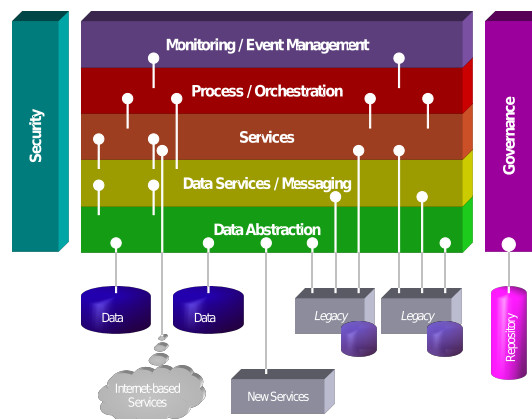 Monitoring / Event Management
Process / Orchestration
Services
Data Services / Messaging
Data Abstraction
Security
Governance
Data
Data
Legacy
Legacy
Repository
Internet-based
Services
New Services